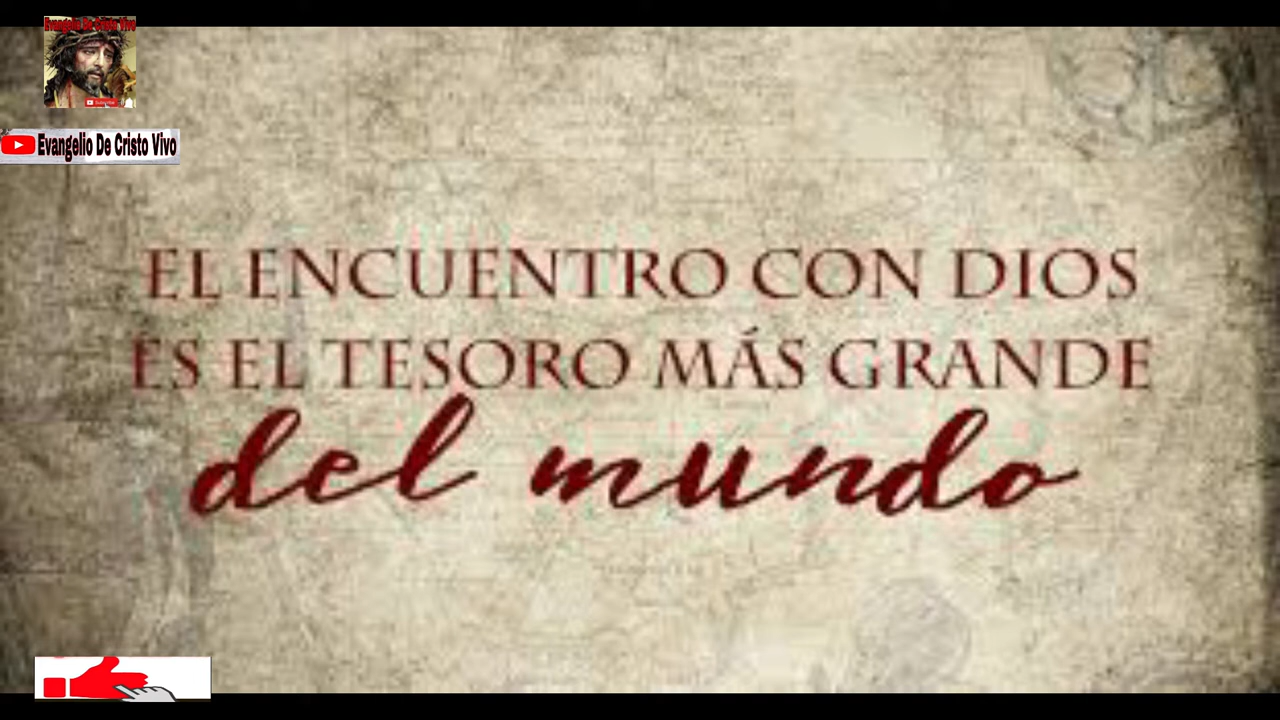 Evangelio De Cristo Vivo
Evangelio De Cristo Vivo
EL ENCUENTRO CON DIOS
ES EL TESORO MÁS GRANDE
del mundo